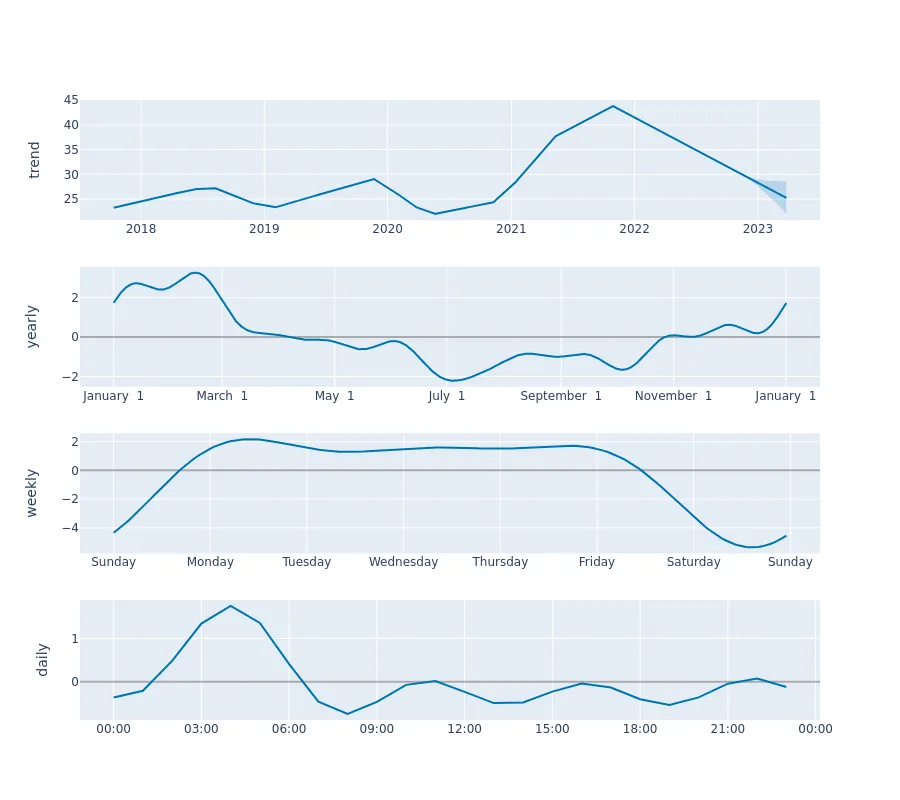 trend
45
40
35
30
25
2018 2019 2020 2021 2022 2023
yearly
2
0
−2
January 1 March 1 May 1 July 1 September 1 November 1 January 1
weekly
2
0
−2
−4
Sunday Monday Tuesday Wednesday Thursday Friday Saturday Sunday
daily
1
0
00:00 03:00 06:00 09:00 12:00 15:00 18:00 21:00 00:00